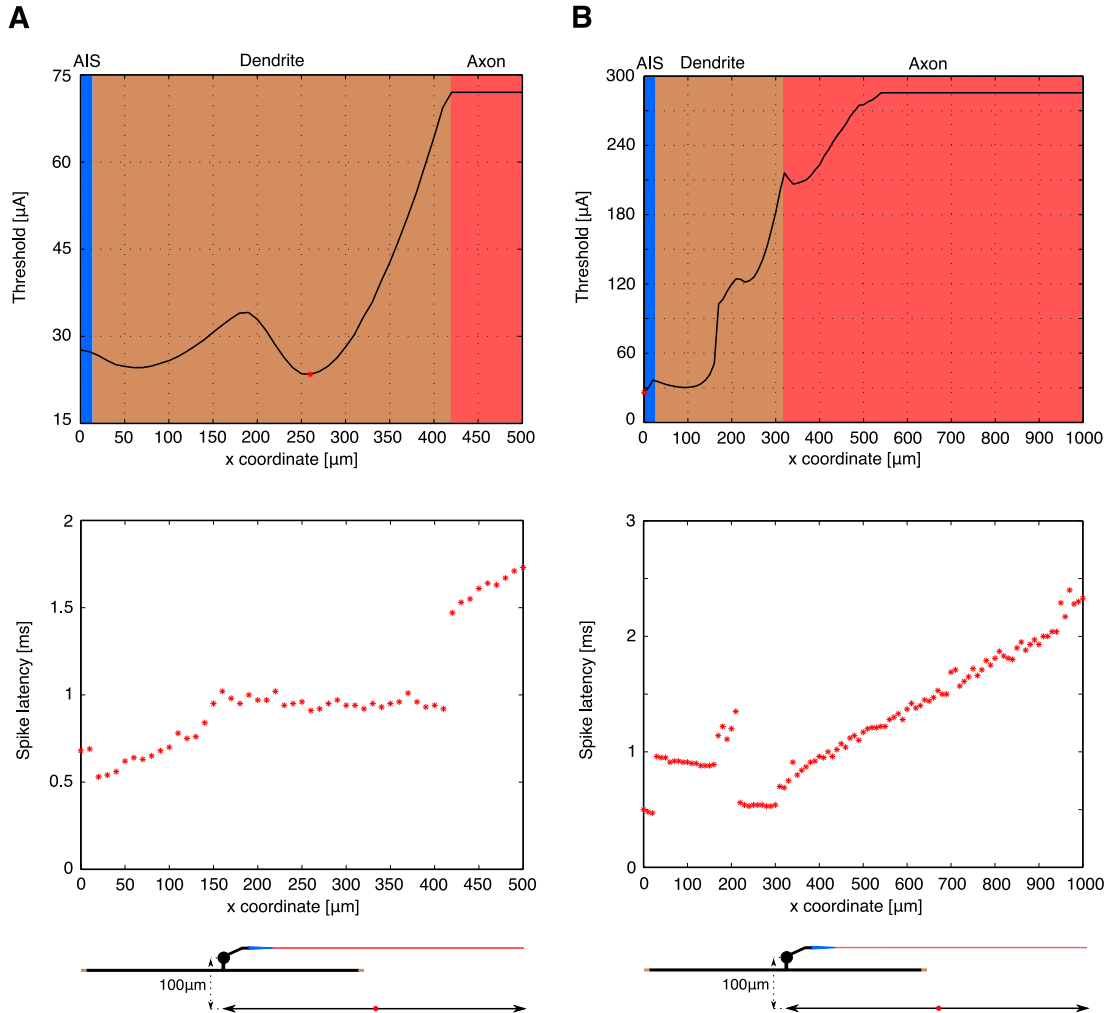 A
B
AIS Dendrite Axon
75
60
45
30
15
Threshold [µA]
0 50 100 150 200 250 300 350 400 450 500
x coordinate [µm]
AIS Dendrite Axon
300
240
180
120
60
0
Threshold [µA]
0 100 200 300 400 500 600 700 800 900 1000
x coordinate [µm]
2
1.5
1
0.5
0
Spike latency [ms]
0 50 100 150 200 250 300 350 400 450 500
x coordinate [µm]
3
2
1
0
Spike latency [ms]
0 100 200 300 400 500 600 700 800 900 1000
x coordinate [µm]
100µm
100µm